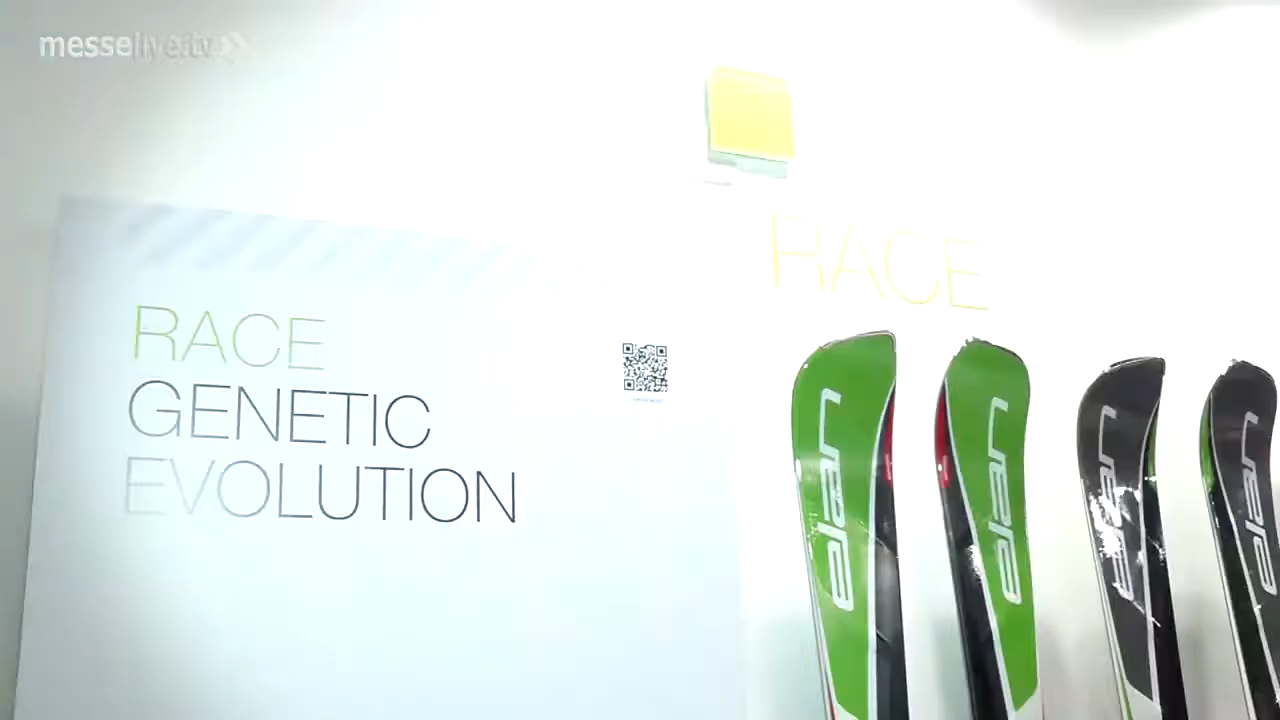 messelive.tv
RACE
RACE
GENETIC
EVOLUTION
elan
elan
elan
elan